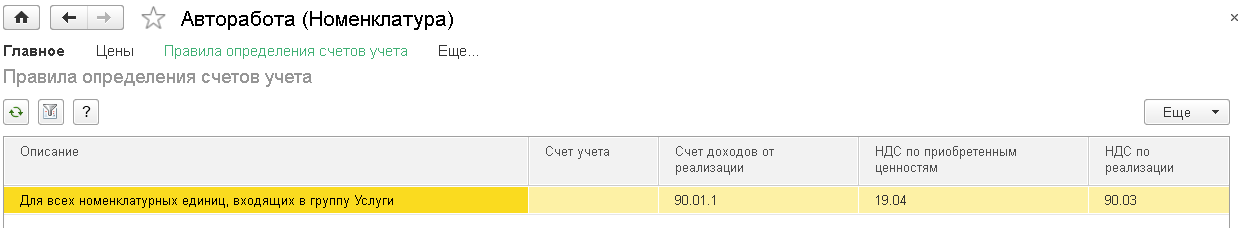 Авторабота (Номенклатура)
×
Главное Цены Правила определения счетов учета Еще...
Правила определения счетов учета
? Еще
Описание Счет учета Счет доходов от реализации НДС по приобретенным ценностям НДС по реализации
Для всех номенклатурных единиц, входящих в группу Услуги 90.01.1 19.04 90.03